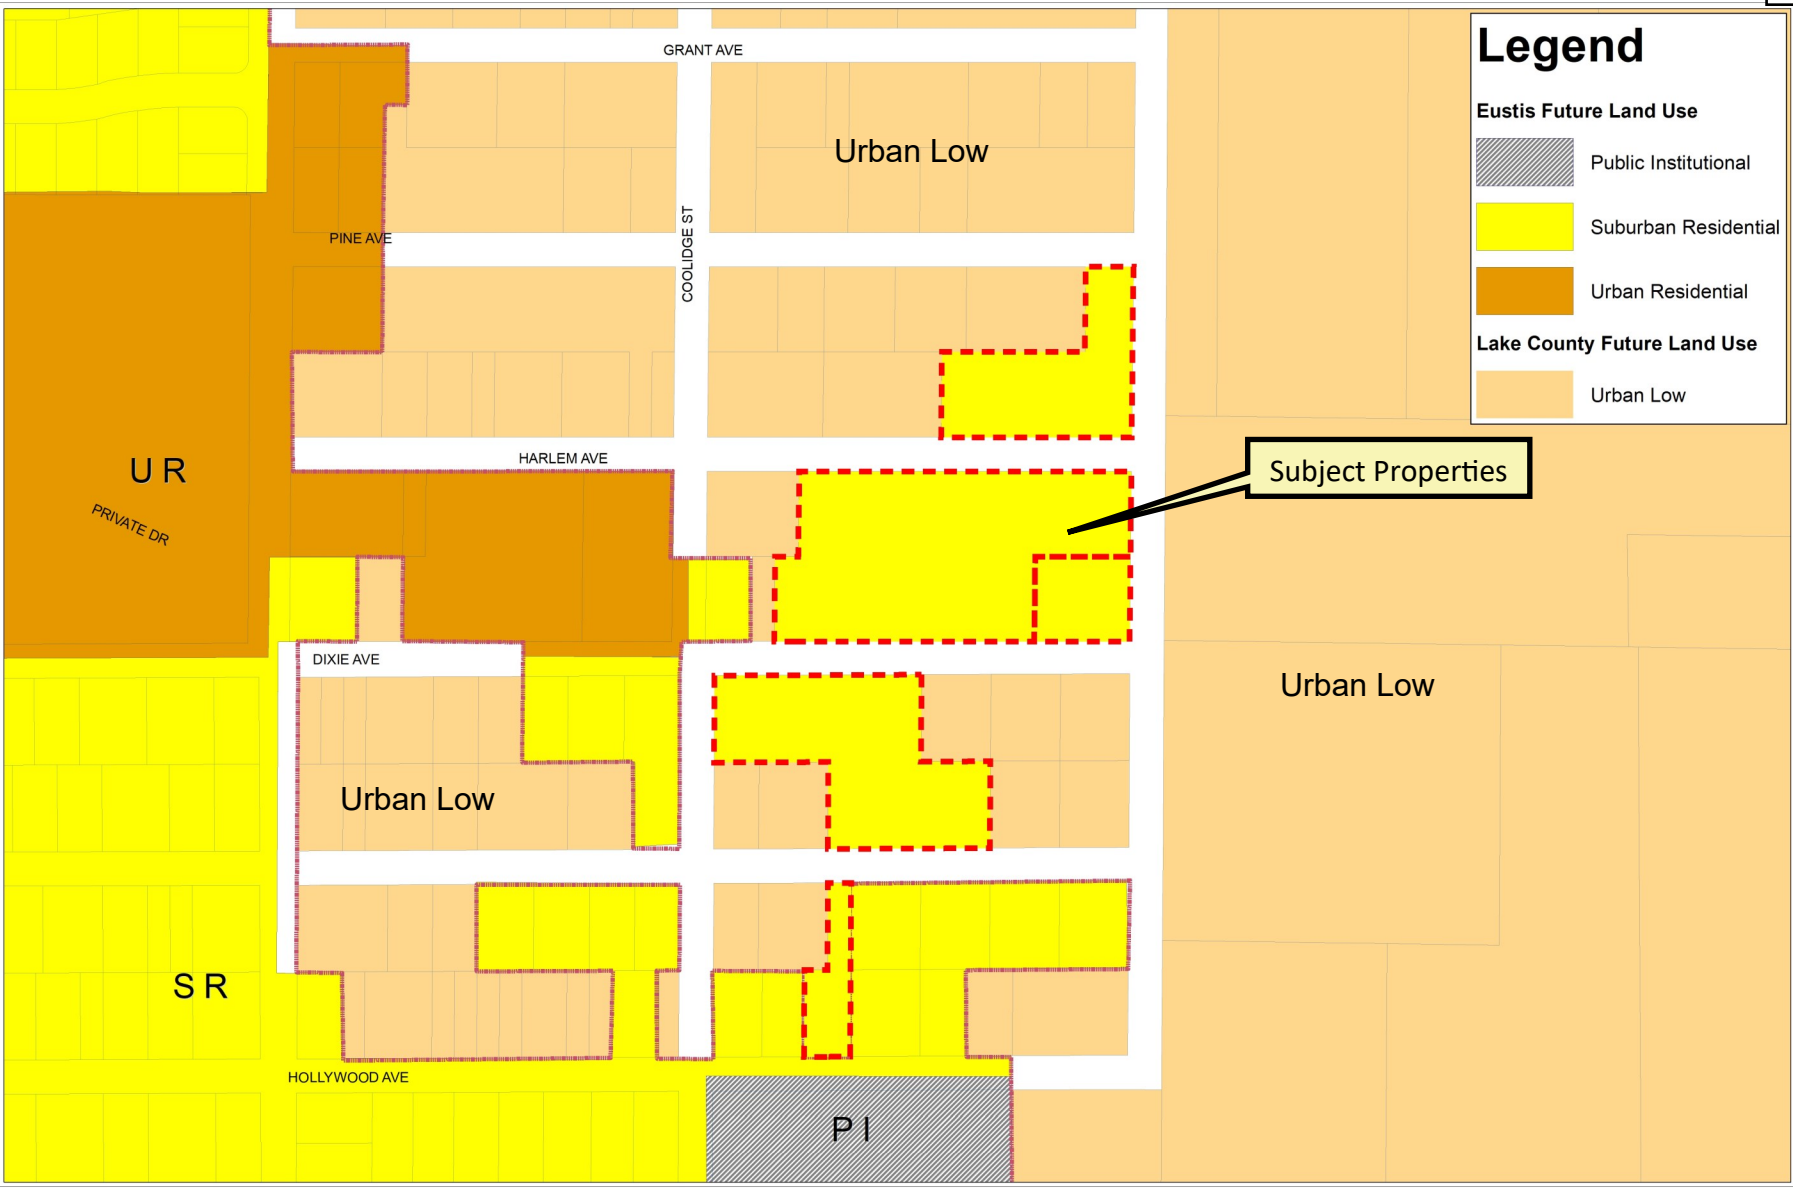 GRANT AVE
Legend
Eustis Future Land Use
Public Institutional
Suburban Residential
Urban Residential
Lake County Future Land Use
Urban Low
Urban Low
PINE AVE
COOLIDGE ST
HARLEM AVE
Subject Properties
U R
PRIVATE DR
DIXIE AVE
Urban Low
Urban Low
S R
HOLLYWOOD AVE
P I